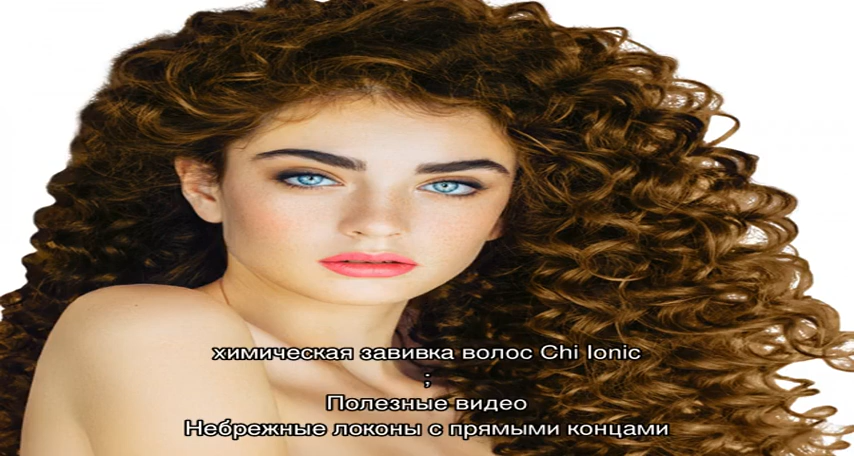 химическая завивка волос Chi Ionic
;
Полезные видео
Небрежные локоны с прямыми концами